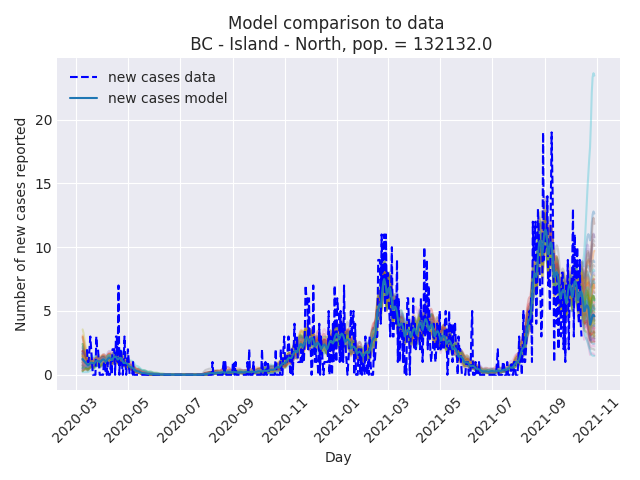 Model comparison to data
BC - Island - North, pop. = 132132.0
new cases data
new cases model
Number of new cases reported
20
15
10
5
0
2020-03
2020-05
2020-07
2020-09
2020-11
2021-01
2021-03
2021-05
2021-07
2021-09
2021-11
Day